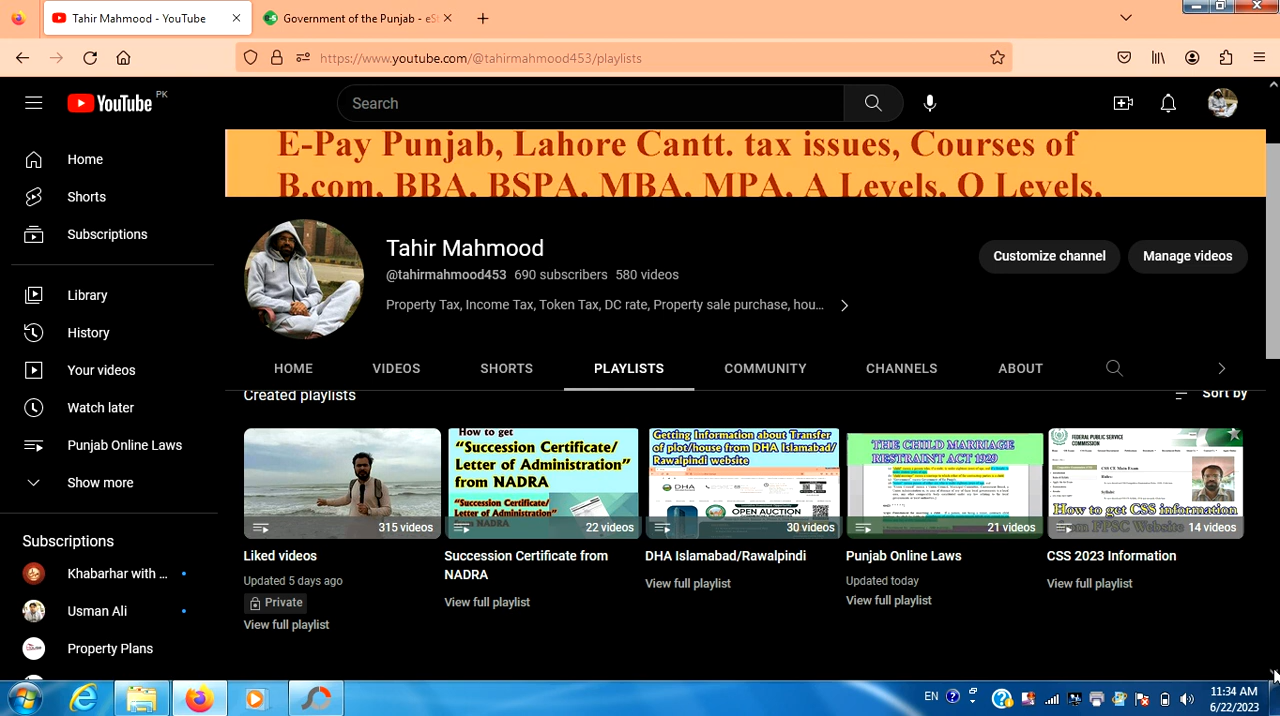 Tahir Mahmood - YouTube
Government of the Punjab - eS
https://www.youtube.com/@tahirmahmood453/playlists
YouTube PK
Search
Home
Shorts
Subscriptions
Library
History
Your videos
Watch later
Punjab Online Laws
Show more
Subscriptions
Khabarhar with ...
Usman Ali
Property Plans
E-Pay Punjab, Lahore Cantt. tax issues, Courses of
B.com, BBA, BSPA, MBA, MPA, A Levels, O Levels,
Tahir Mahmood
@tahirmahmood453 690 subscribers 580 videos
Property Tax, Income Tax, Token Tax, DC rate, Property sale purchase, hou...
Customize channel
Manage videos
HOME VIDEOS SHORTS PLAYLISTS COMMUNITY CHANNELS ABOUT
Created playlists
Sort by
315 videos
Liked videos
Updated 5 days ago
Private
View full playlist
How to get
"Succession Certificate/
Letter of Administration"
from NADRA
"Succession Certificate/
Letter of Administration"
from NADRA
22 videos
Succession Certificate from
NADRA
View full playlist
Getting Information about Transfer
of plot/house from DHA Islamabad/
Rawalpindi website
DHA
OPEN AUCTION
30 videos
DHA Islamabad/Rawalpindi
View full playlist
THE CHILD MARRIAGE
RESTRAINT ACT 1929
21 videos
Punjab Online Laws
Updated today
View full playlist
FEDERAL PUBLIC SERVICE
COMMISSION
How to get CSS information
from FPSC Website
14 videos
CSS 2023 Information
View full playlist
EN
11:34 AM
6/22/2023